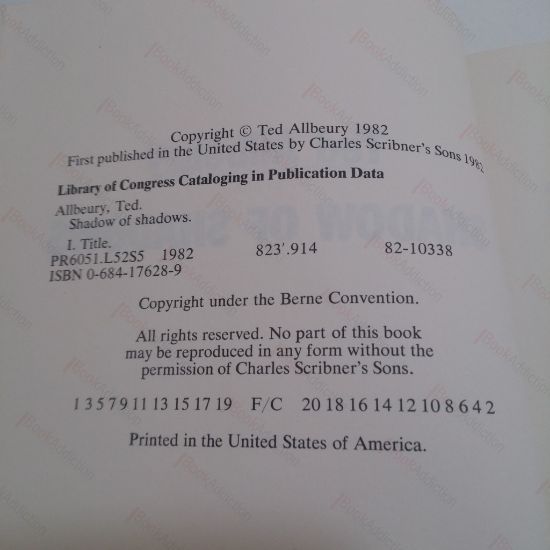 Copyright © Ted Allbeury 1982
First published in the United States by Charles Scribner's Sons 1982
Library of Congress Cataloging in Publication Data
Allbeury, Ted.
Shadow of shadows.
I. Title.
PR6051.L52S5 1982 823'.914 82-10338
ISBN 0-684-17628-9
Copyright under the Berne Convention.
All rights reserved. No part of this book
may be reproduced in any form without the
permission of Charles Scribner's Sons.
1 3 5 7 9 11 13 15 17 19 F/C 20 18 16 14 12 10 8 6 4 2
Printed in the United States of America.